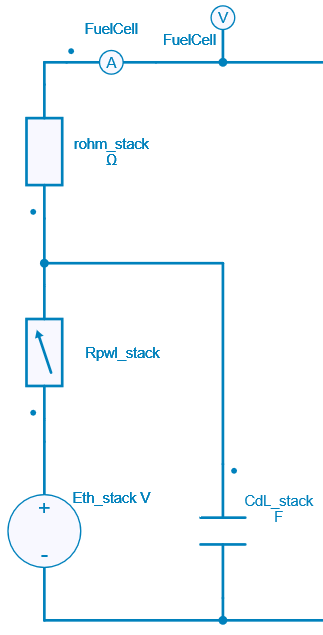 FuelCell
V
FuelCell
A
rohm_stack
Ω
Rpwl_stack
Eth_stack V
+
-
CdL_stack
F